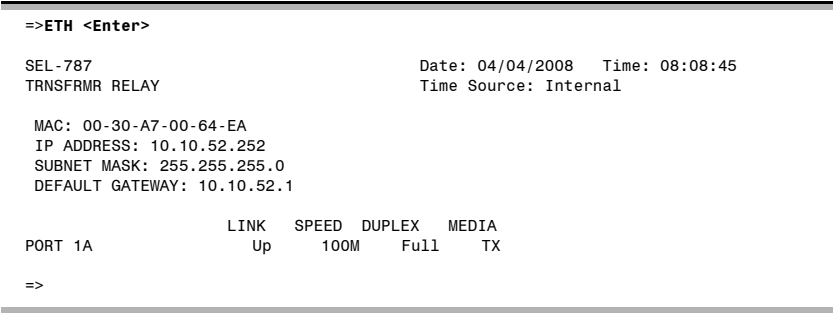 =>ETH <Enter>
SEL-787 Date: 04/04/2008 Time: 08:08:45
TRNSFRMR RELAY Time Source: Internal
MAC: 00-30-A7-00-64-EA
IP ADDRESS: 10.10.52.252
SUBNET MASK: 255.255.255.0
DEFAULT GATEWAY: 10.10.52.1
LINK SPEED DUPLEX MEDIA
PORT 1A Up 100M Full TX
=>